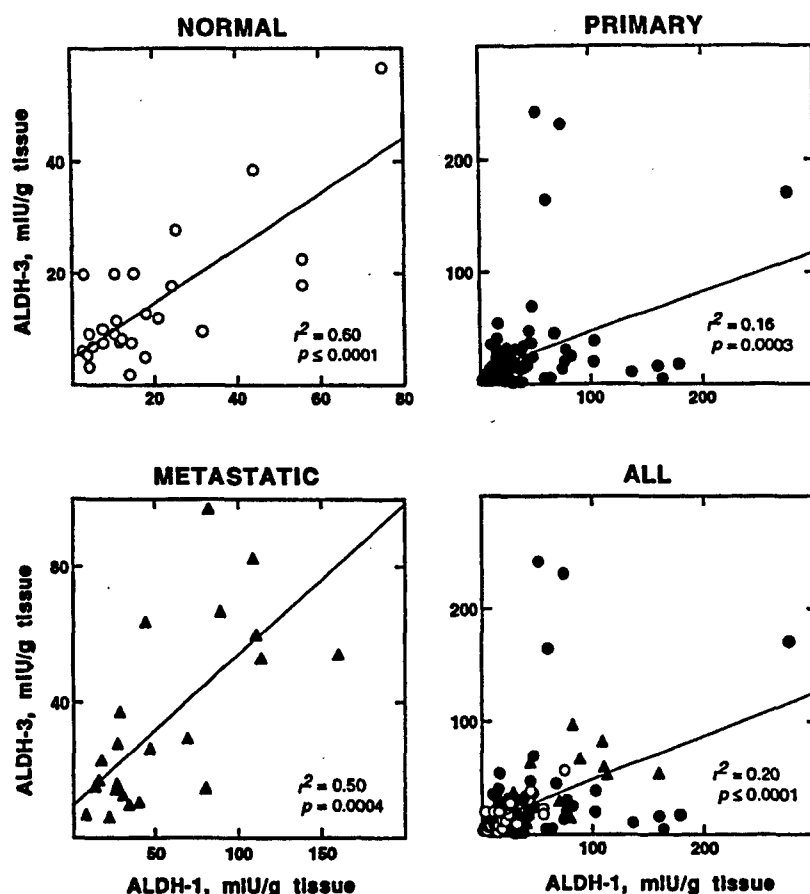 NORMAL
PRIMARY
ALDH-3, mIU/g tissue
40
20
r² = 0.60
p ≤ 0.0001
20
40
60
80
200
100
r² = 0.16
p = 0.0003
100
200
METASTATIC
ALL
ALDH-3, mIU/g tissue
80
40
r² = 0.50
p = 0.0004
50
100
150
ALDH-1, mIU/g tissue
200
100
r² = 0.20
p ≤ 0.0001
100
200
ALDH-1, mIU/g tissue